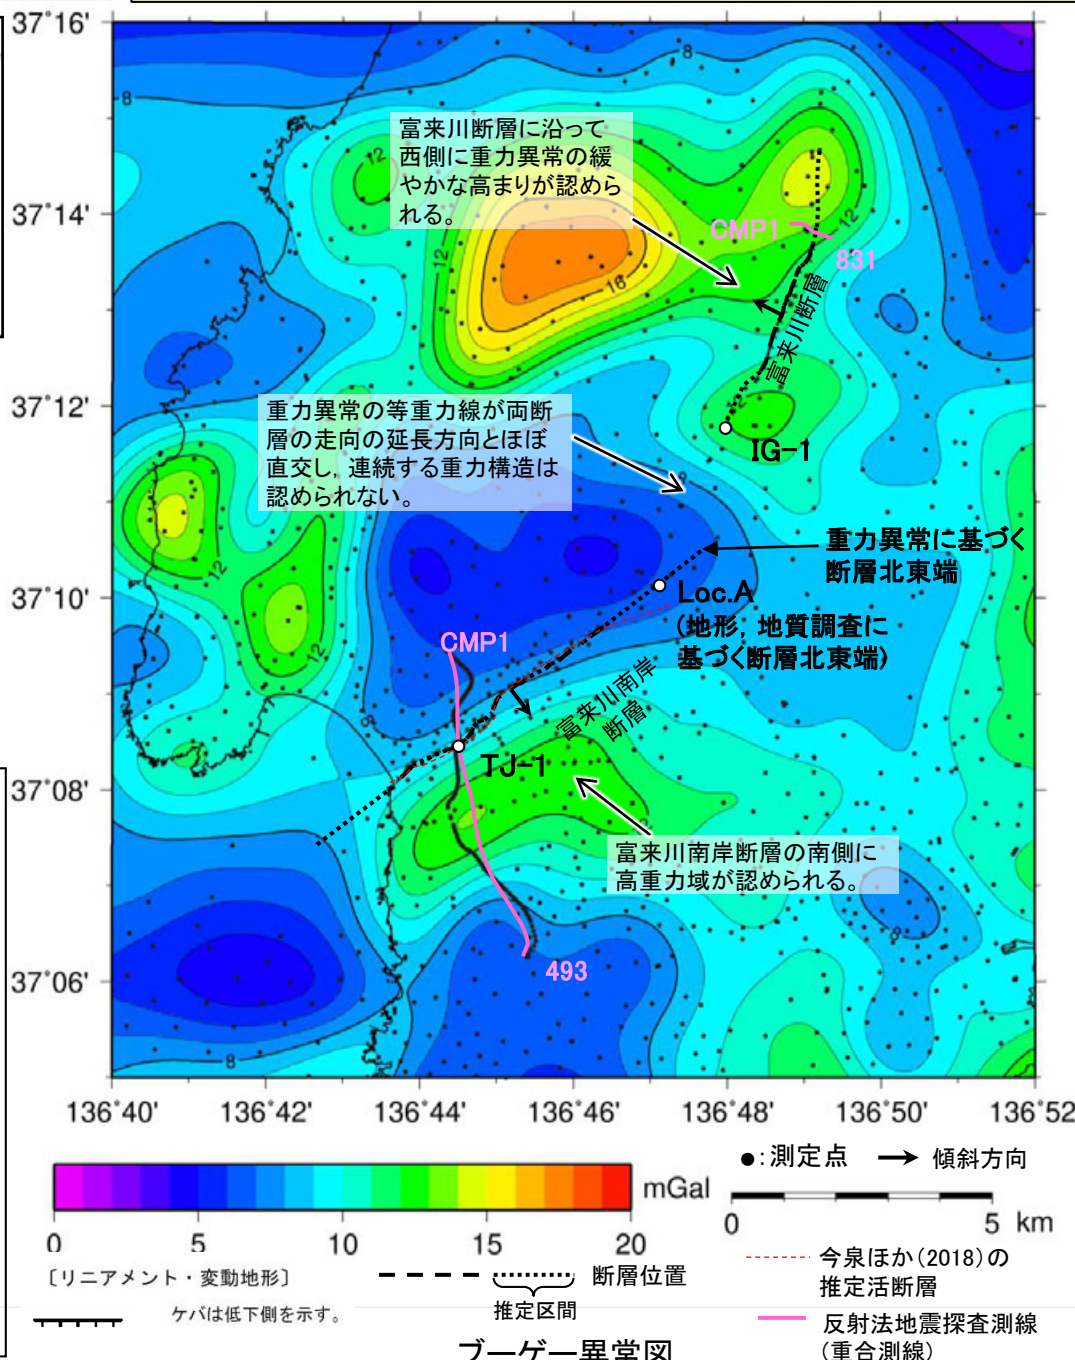 37°16'
37°14'
37°12'
37°10'
37°08'
37°06'
8
8
12
12
16
12
富来川断層に沿って
西側に重力異常の緩
やかな高まりが認めら
れる。
CMP1
831
富来川断層
IG-1
重力異常の等重力線が両断
層の走向の延長方向とほぼ
直交し, 連続する重力構造は
認められない。
重力異常に基づく
断層北東端
Loc.A
(地形, 地質調査に
基づく断層北東端)
12
12
CMP1
富来川南岸
断層
TJ-1
富来川南岸断層の南側に
高重力域が認められる。
493
8
136°40'
136°42'
136°44'
136°46'
136°48'
136°50'
136°52'
mGal
0
5
10
15
20
●:測定点
傾斜方向
0
5 km
〔リニアメント・変動地形〕
ケバは低下側を示す。
断層位置
推定区間
今泉ほか(2018)の
推定活断層
反射法地震探査測線
(重合測線)
ブーゲー異常図